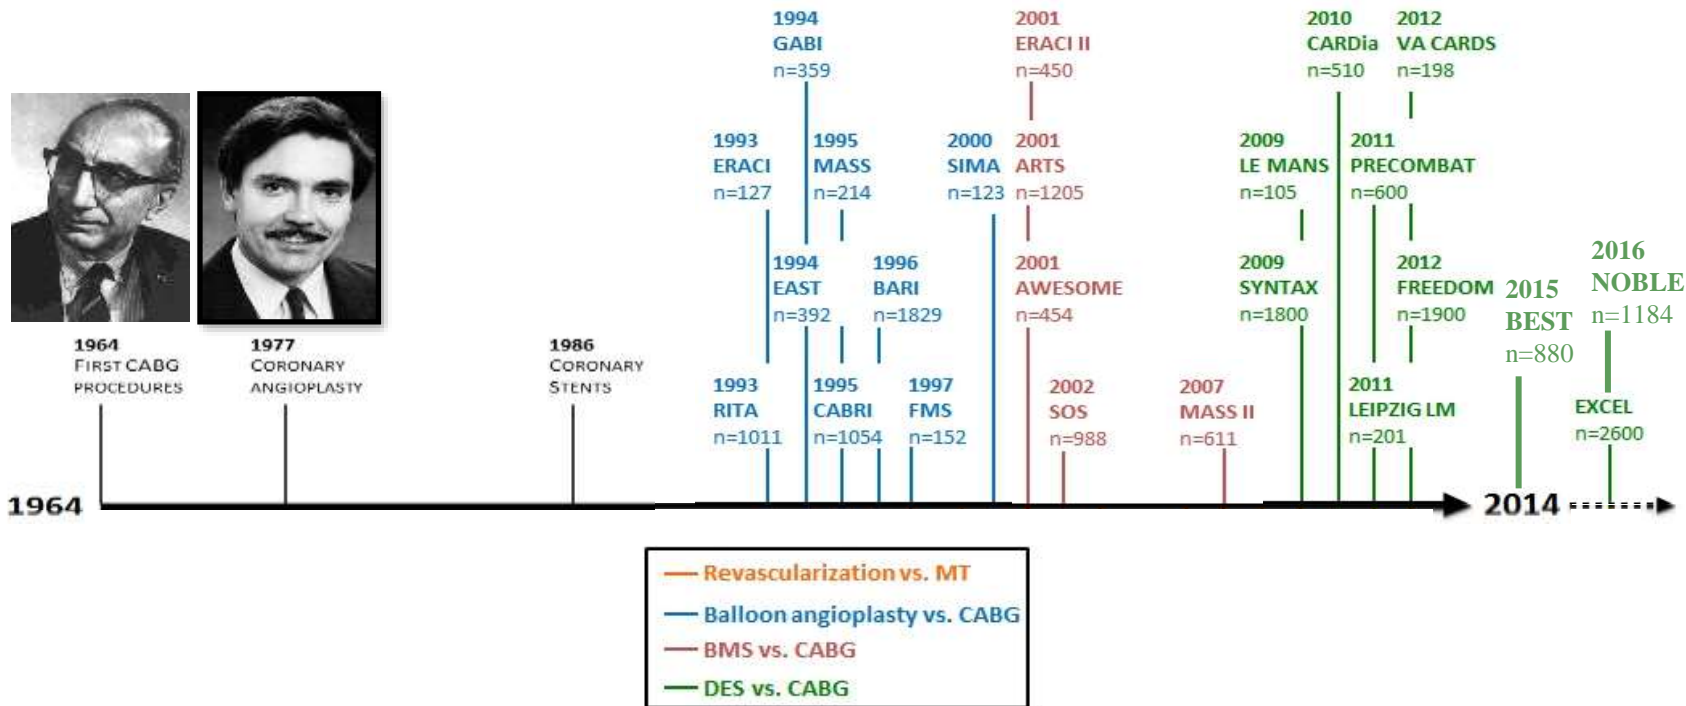 1994
GABI
n=359
2001
ERACI II
n=450
2010
CARDia
n=510
2012
VA CARDS
n=198
1993
ERACI
n=127
1995
MASS
n=214
2000
SIMA
n=123
2001
ARTS
n=1205
2009
LE MANS
n=105
2011
PRECOMBAT
n=600
1994
EAST
n=392
1996
BARI
n=1829
2001
AWESOME
n=454
2009
SYNTAX
n=1800
2012
FREEDOM
n=1900
2015
BEST
n=880
2016
NOBLE
n=1184
1964
FIRST CABG
PROCEDURES
1977
CORONARY
ANGIOPLASTY
1986
CORONARY
STENTS
1993
RITA
n=1011
1995
CABRI
n=1054
1997
FMS
n=152
2002
SOS
n=988
2007
MASS II
n=611
2011
LEIPZIG LM
n=201
EXCEL
n=2600
1964
2014
Revascularization vs. MT
Balloon angioplasty vs. CABG
BMS vs. CABG
DES vs. CABG